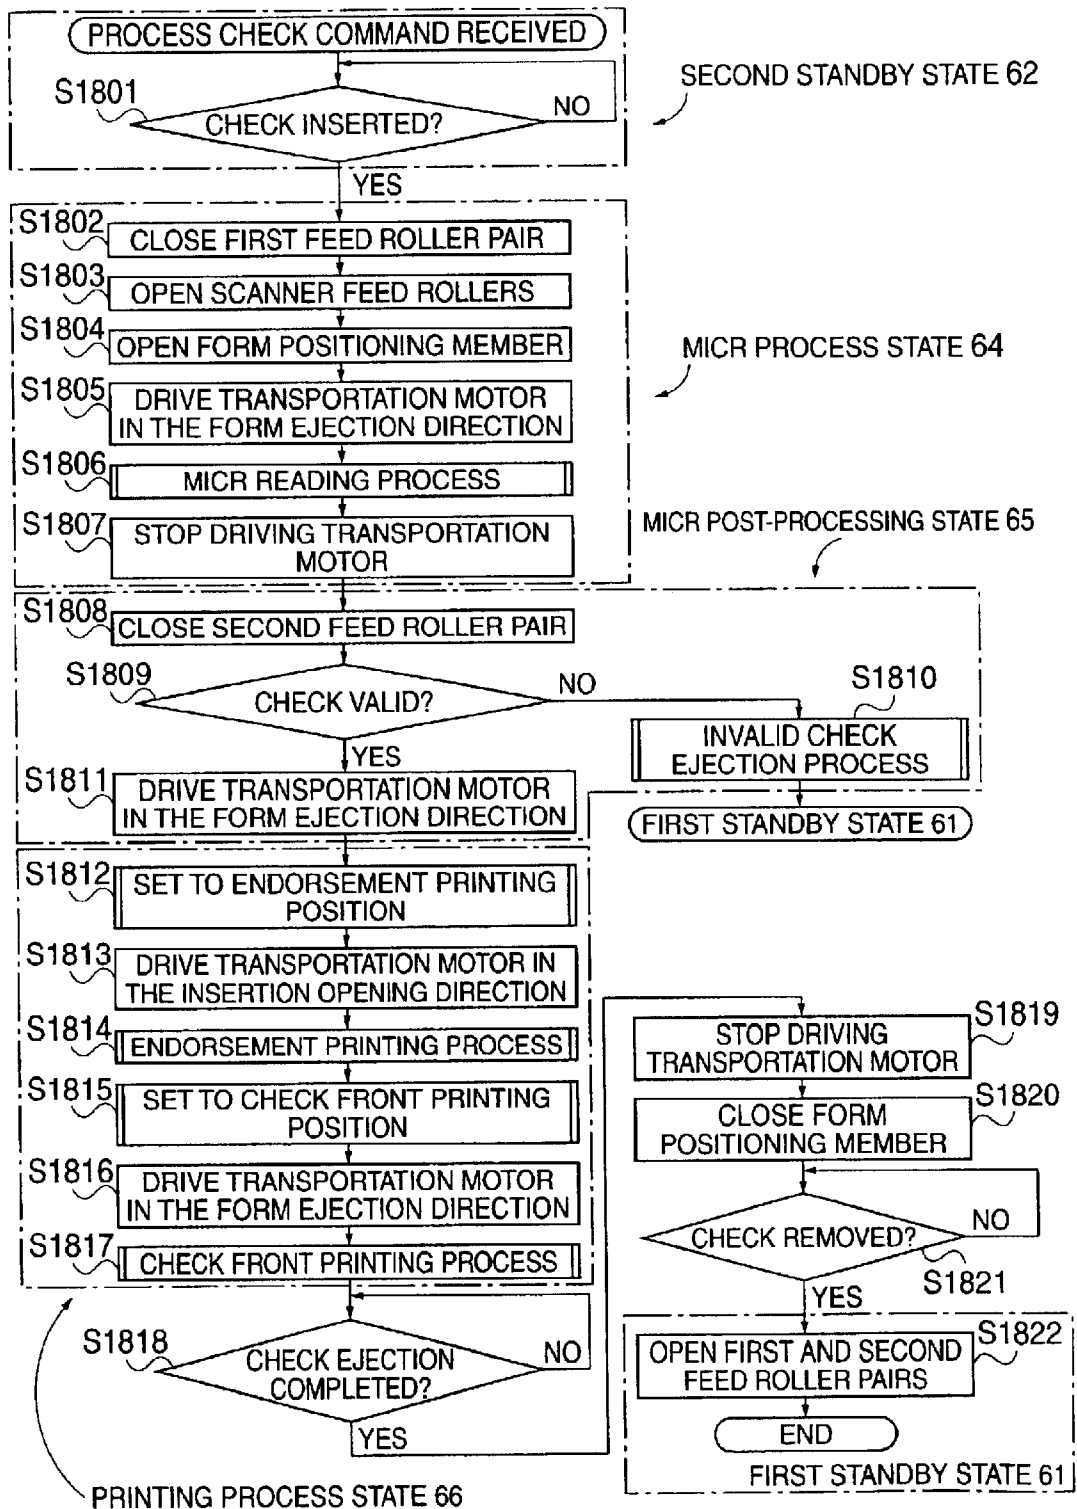 PROCESS CHECK COMMAND RECEIVED
SECOND STANDBY STATE 62
S1801
CHECK INSERTED?
NO
YES
S1802
CLOSE FIRST FEED ROLLER PAIR
S1803
OPEN SCANNER FEED ROLLERS
S1804
OPEN FORM POSITIONING MEMBER
MICR PROCESS STATE 64
S1805
DRIVE TRANSPORTATION MOTOR
IN THE FORM EJECTION DIRECTION
S1806
MICR READING PROCESS
S1807
STOP DRIVING TRANSPORTATION
MOTOR
MICR POST-PROCESSING STATE 65
S1808
CLOSE SECOND FEED ROLLER PAIR
S1809
CHECK VALID?
NO
YES
S1810
INVALID CHECK
EJECTION PROCESS
FIRST STANDBY STATE 61
S1811
DRIVE TRANSPORTATION MOTOR
IN THE FORM EJECTION DIRECTION
S1812
SET TO ENDORSEMENT PRINTING
POSITION
S1813
DRIVE TRANSPORTATION MOTOR IN
THE INSERTION OPENING DIRECTION
S1814
ENDORSEMENT PRINTING PROCESS
S1815
SET TO CHECK FRONT PRINTING
POSITION
S1816
DRIVE TRANSPORTATION MOTOR
IN THE FORM EJECTION DIRECTION
S1817
CHECK FRONT PRINTING PROCESS
S1818
CHECK EJECTION
COMPLETED?
NO
YES
PRINTING PROCESS STATE 66
S1819
STOP DRIVING
TRANSPORTATION MOTOR
S1820
CLOSE FORM
POSITIONING MEMBER
CHECK REMOVED?
NO
S1821
YES
S1822
OPEN FIRST AND SECOND
FEED ROLLER PAIRS
END
FIRST STANDBY STATE 61